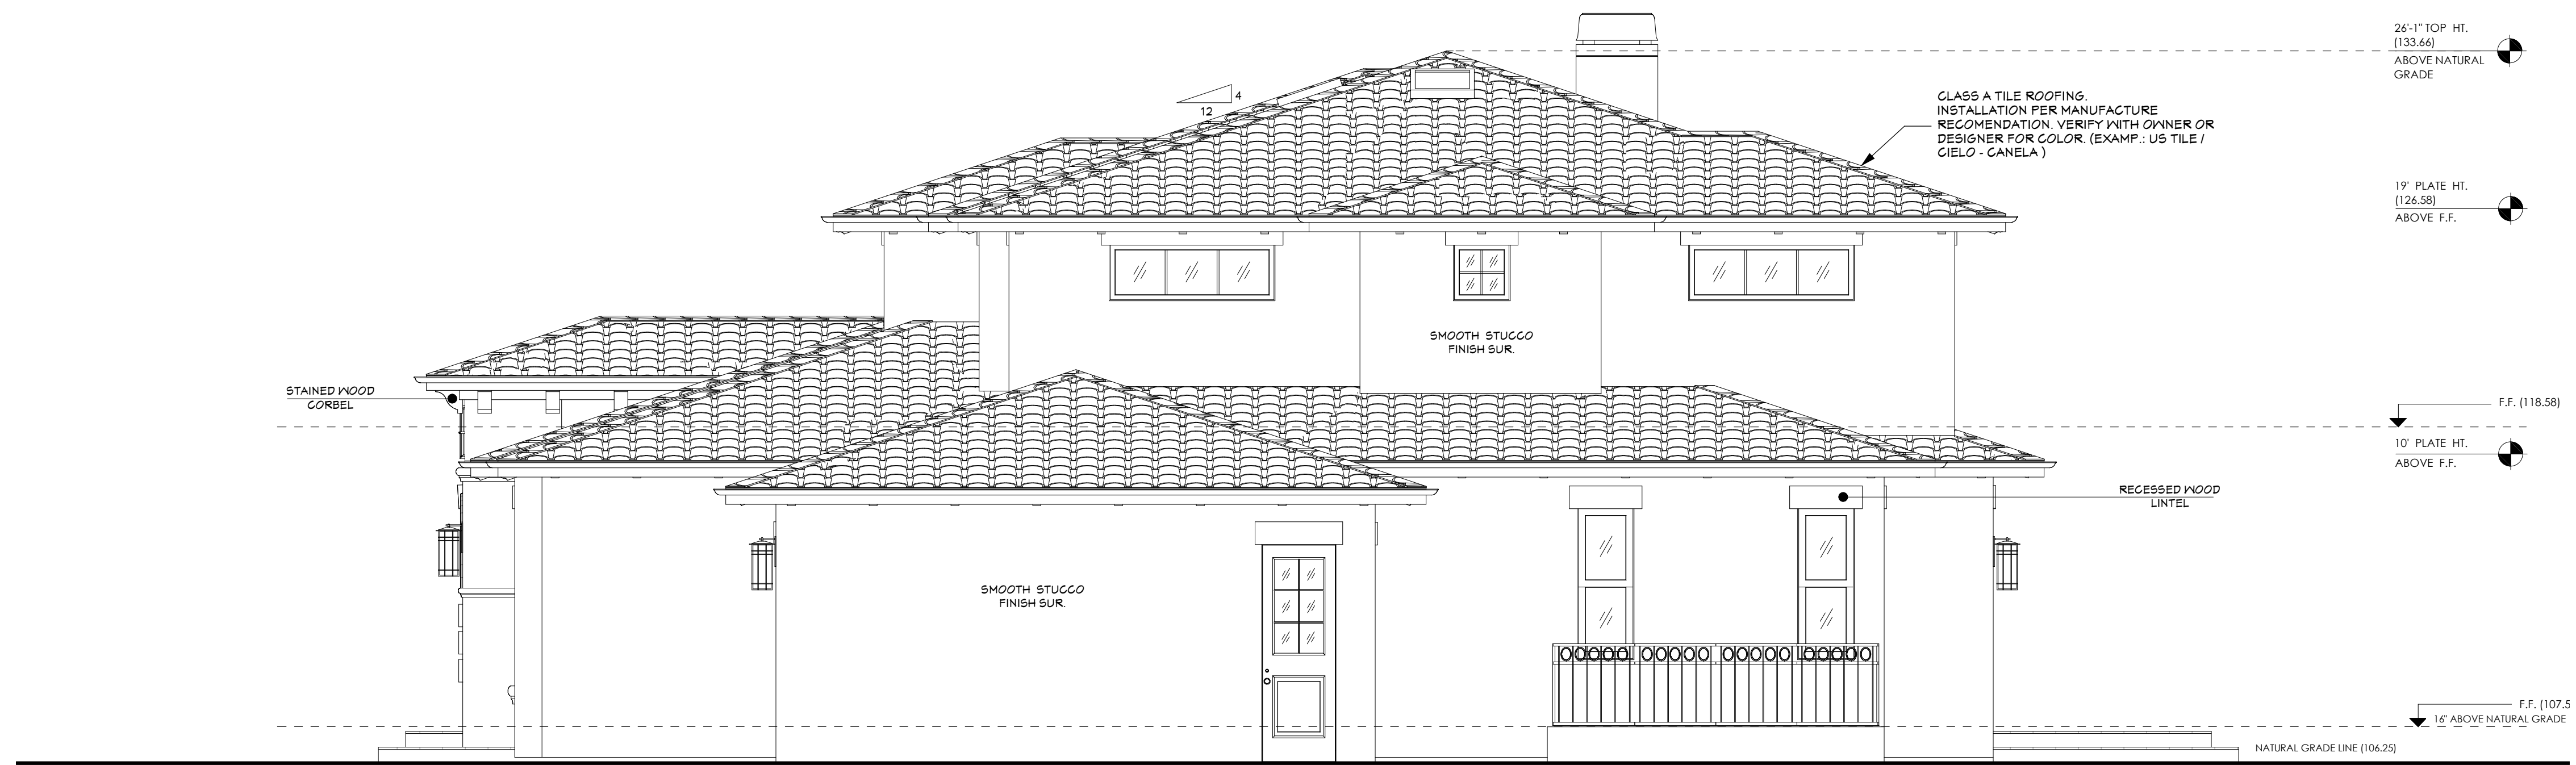 26'-1" TOP HT.
(133.66)
ABOVE NATURAL
GRADE
4
12
CLASS A TILE ROOFING.
INSTALLATION PER MANUFACTURE
RECOMENDATION. VERIFY WITH OWNER OR
DESIGNER FOR COLOR. (EXAMP.: US TILE /
CIELO - CANELA )
19' PLATE HT.
(126.58)
ABOVE F.F.
SMOOTH STUCCO
FINISH SUR.
STAINED WOOD
CORBEL
F.F. (118.58)
10' PLATE HT.
ABOVE F.F.
RECESSED WOOD
LINTEL
SMOOTH STUCCO
FINISH SUR.
F.F. (107.5
16" ABOVE NATURAL GRADE
NATURAL GRADE LINE (106.25)